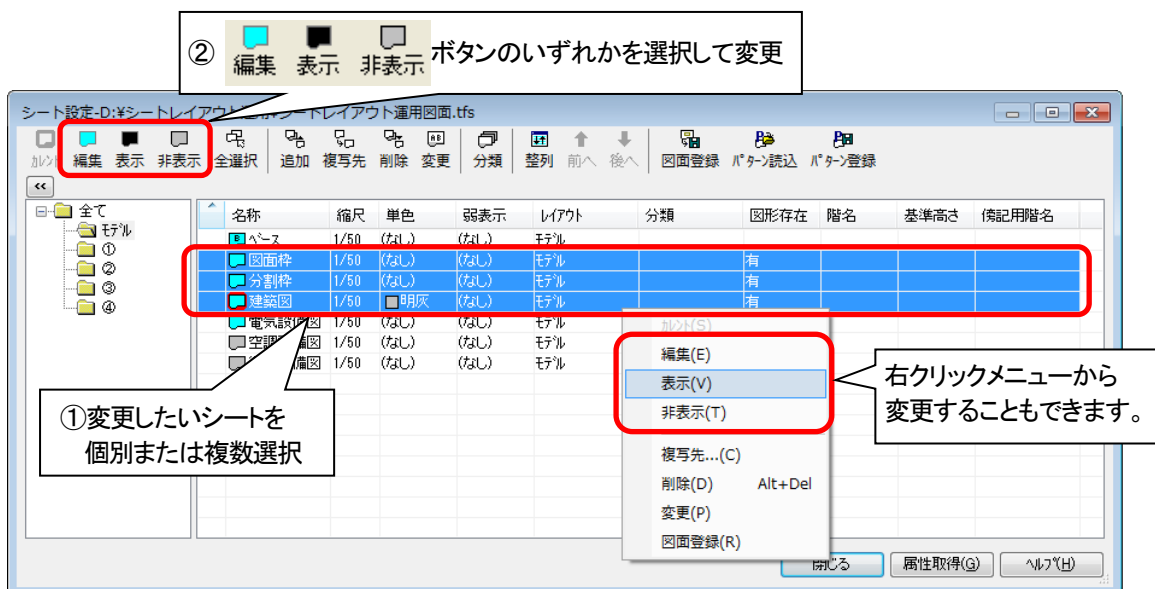 ② 編集 表示 非表示 ボタンのいずれかを選択して変更
シート設定-D:¥シートレイアウト運用¥シートレイアウト運用図面.tfs
ｶﾚﾝﾄ 編集 表示 非表示 全選択 追加 複写先 削除 変更 分類 整列 前へ 後へ 図面登録 ﾊﾟﾀｰﾝ読込 ﾊﾟﾀｰﾝ登録
<<
全て
ﾓﾃﾞﾙ
①
②
③
④
名称 縮尺 単色 弱表示 ﾚｲｱｳﾄ 分類 図形存在 階名 基準高さ 傍記用階名
ﾍﾞｰｽ 1/50 (なし) (なし) ﾓﾃﾞﾙ
図面枠 1/50 (なし) (なし) ﾓﾃﾞﾙ 有
分割枠 1/50 (なし) (なし) ﾓﾃﾞﾙ 有
建築図 1/50 明灰 (なし) ﾓﾃﾞﾙ 有
電気設備図 1/50 (なし) (なし) ﾓﾃﾞﾙ
空調設備図 1/50 (なし) (なし) ﾓﾃﾞﾙ
備図 1/50 (なし) (なし) ﾓﾃﾞﾙ
①変更したいシートを
個別または複数選択
ｶﾚﾝﾄ(S)
編集(E)
表示(V)
非表示(T)
複写先...(C)
削除(D) Alt+Del
変更(P)
図面登録(R)
右クリックメニューから
変更することもできます。
閉じる 属性取得(G) ﾍﾙﾌﾟ(H)